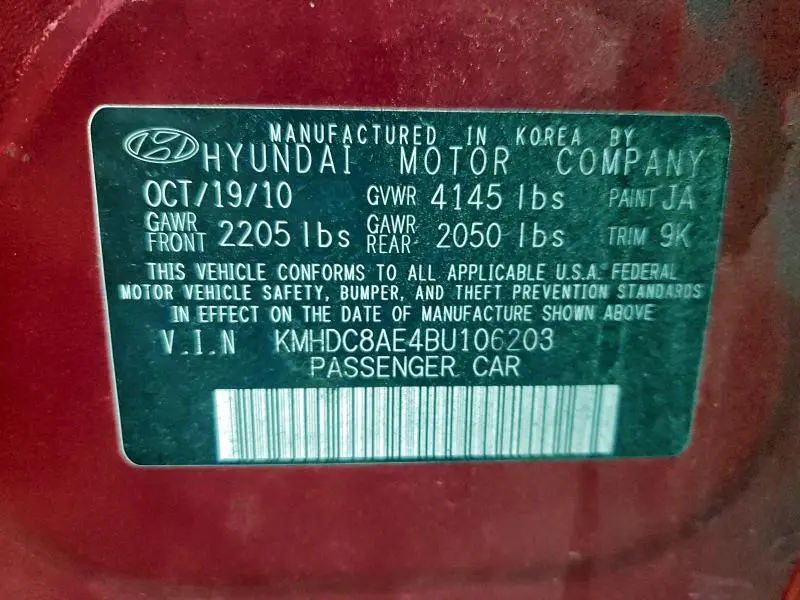 MANUFACTURED IN KOREA BY
HYUNDAI MOTOR COMPANY
OCT/19/10 GVWR 4145 lbs PAINT JA
GAWR FRONT 2205 lbs GAWR REAR 2050 lbs TRIM 9K
THIS VEHICLE CONFORMS TO ALL APPLICABLE U.S.A. FEDERAL
MOTOR VEHICLE SAFETY, BUMPER, AND THEFT PREVENTION STANDARDS
IN EFFECT ON THE DATE OF MANUFACTURE SHOWN ABOVE
V.I.N KMHDC8AE4BU106203
PASSENGER CAR